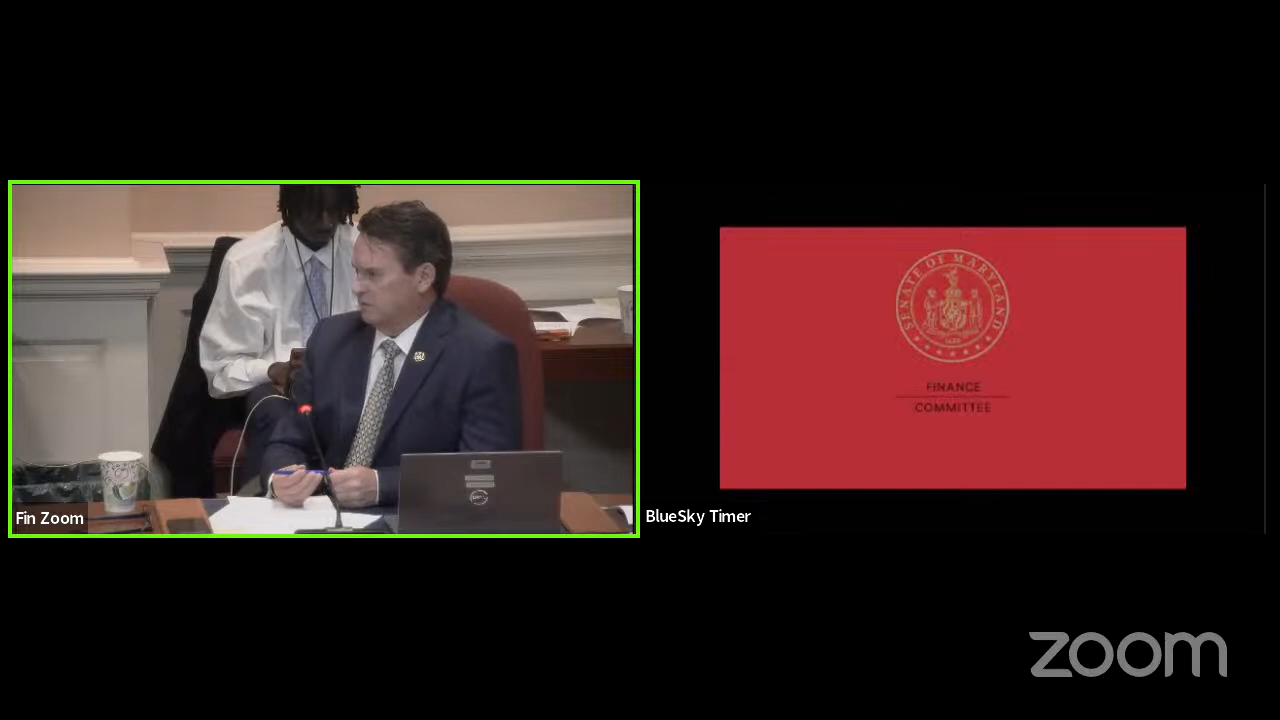 SENATE OF MARYLAND
FINANCE
COMMITTEE
Fin Zoom
BlueSky Timer
zoom